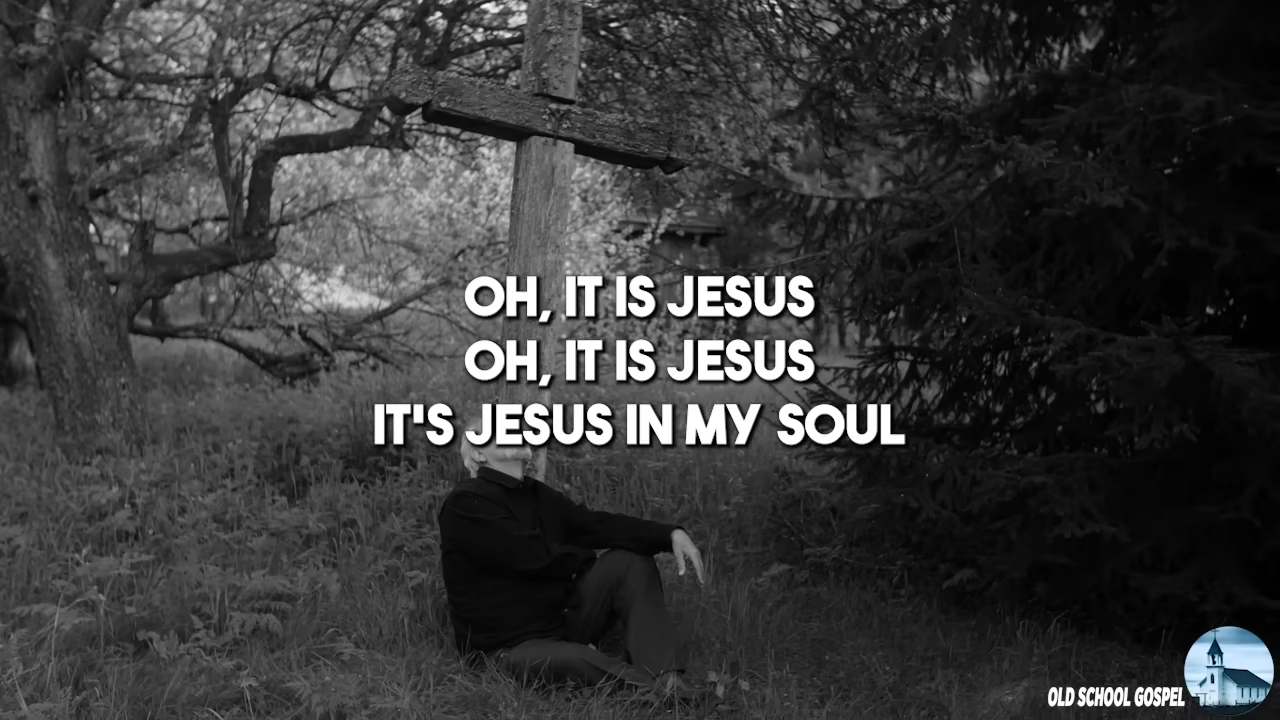 OH, IT IS JESUS
OH, IT IS JESUS
IT'S JESUS IN MY SOUL
OLD SCHOOL GOSPEL